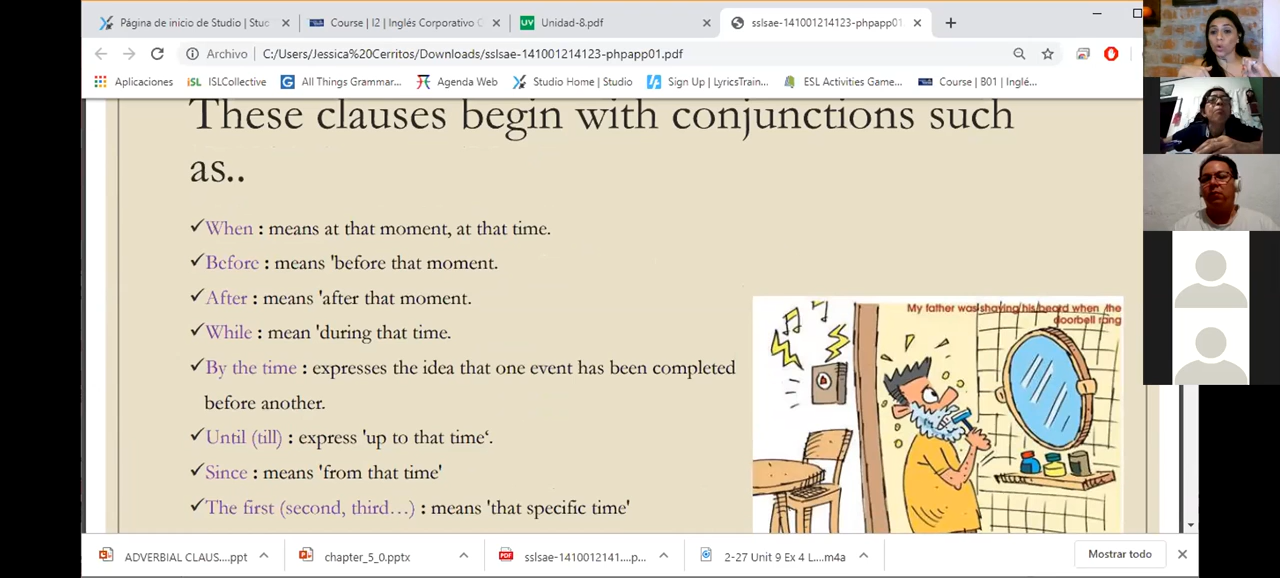 Página de inicio de Studio | Stud
Course | I2 | Inglés Corporativo C
Unidad-8.pdf
sslsae-141001214123-phpapp01.
Archivo
C:/Users/Jessica%20Cerritos/Downloads/sslsae-141001214123-phpapp01.pdf
Aplicaciones
iSL ISLCollective
All Things Grammar...
Agenda Web
Studio Home | Studio
Sign Up | LyricsTrain...
ESL Activities Game...
Course | B01 | Inglé...
These clauses begin with conjunctions such
as..
✓When : means at that moment, at that time.
✓Before : means 'before that moment.
✓After : means 'after that moment.
✓While : mean 'during that time.
✓By the time : expresses the idea that one event has been completed
before another.
✓Until (till) : express 'up to that time‘.
✓Since : means 'from that time'
✓The first (second, third…) : means 'that specific time'
My father was shaving his beard when the
doorbell rang
ADVERBIAL CLAUS....ppt
chapter_5_0.pptx
sslsae-1410012141....p...
2-27 Unit 9 Ex 4 L....m4a
Mostrar todo